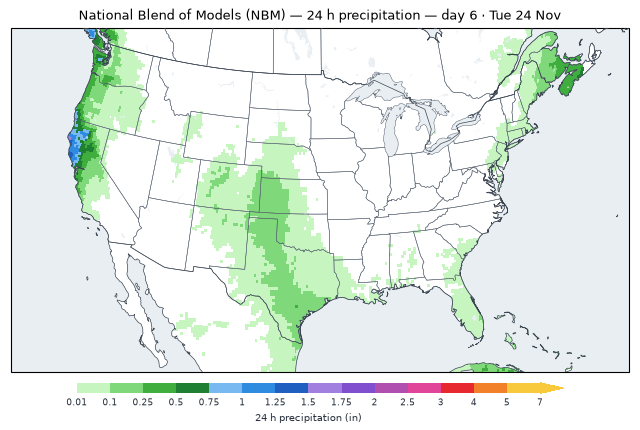 National Blend of Models (NBM) — 24 h precipitation — day 6 · Tue 24 Nov
0.01 0.1 0.25 0.5 0.75 1 1.25 1.5 1.75 2 2.5 3 4 5 7
24 h precipitation (in)